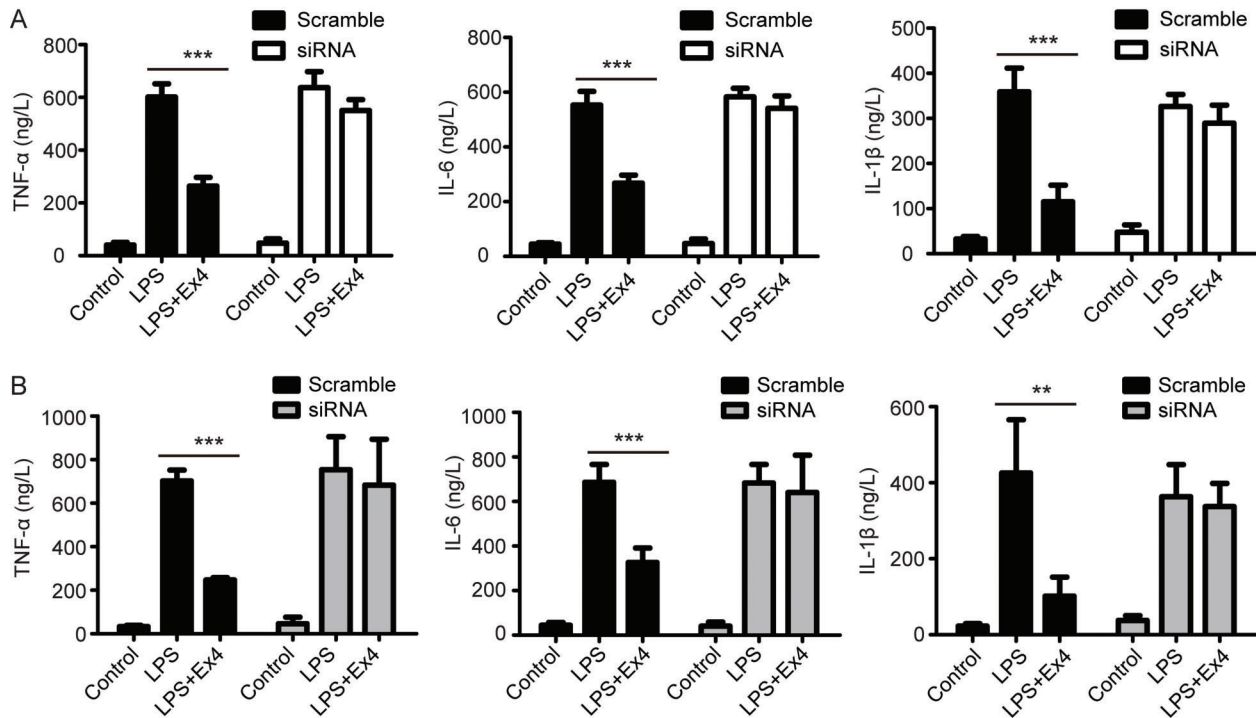 A
Scramble
siRNA
TNF-α (ng/L)
800
600
400
200
0
***
Control
LPS
LPS+Ex4
Control
LPS
LPS+Ex4
Scramble
siRNA
IL-6 (ng/L)
800
600
400
200
0
***
Control
LPS
LPS+Ex4
Control
LPS
LPS+Ex4
Scramble
siRNA
IL-1β (ng/L)
400
300
200
100
0
***
Control
LPS
LPS+Ex4
Control
LPS
LPS+Ex4
B
Scramble
siRNA
TNF-α (ng/L)
1000
800
600
400
200
0
***
Control
LPS
LPS+Ex4
Control
LPS
LPS+Ex4
Scramble
siRNA
IL-6 (ng/L)
1000
800
600
400
200
0
***
Control
LPS
LPS+Ex4
Control
LPS
LPS+Ex4
Scramble
siRNA
IL-1β (ng/L)
600
400
200
0
**
Control
LPS
LPS+Ex4
Control
LPS
LPS+Ex4